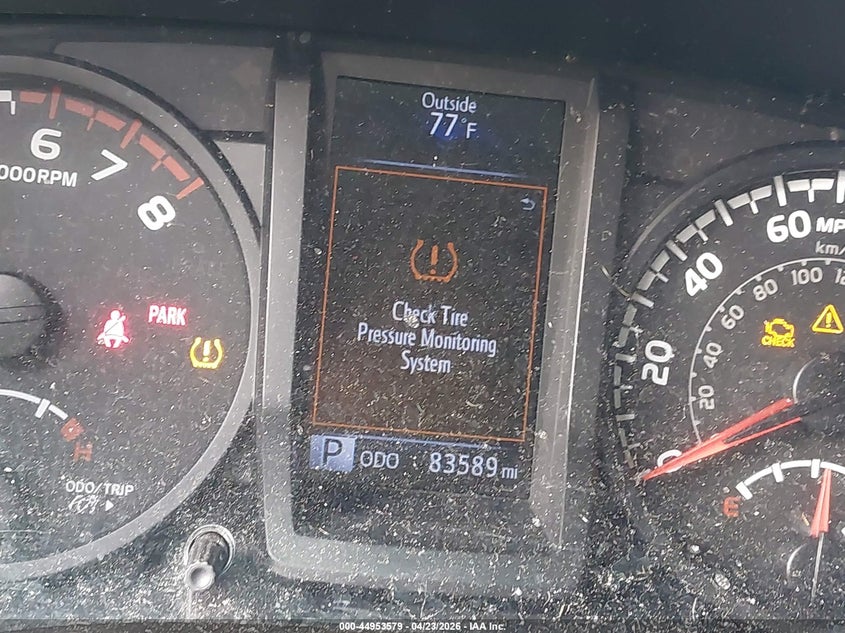 Outside
77°F
6
7
8
000RPM
PARK
Check Tire
Pressure Monitoring
System
P ODO 83589 mi
H
ODO/TRIP
60 MP
km/
40
20
0
100
80
60
40
20
CHECK
E
000-44953579 - 04/23/2026 - IAA Inc.